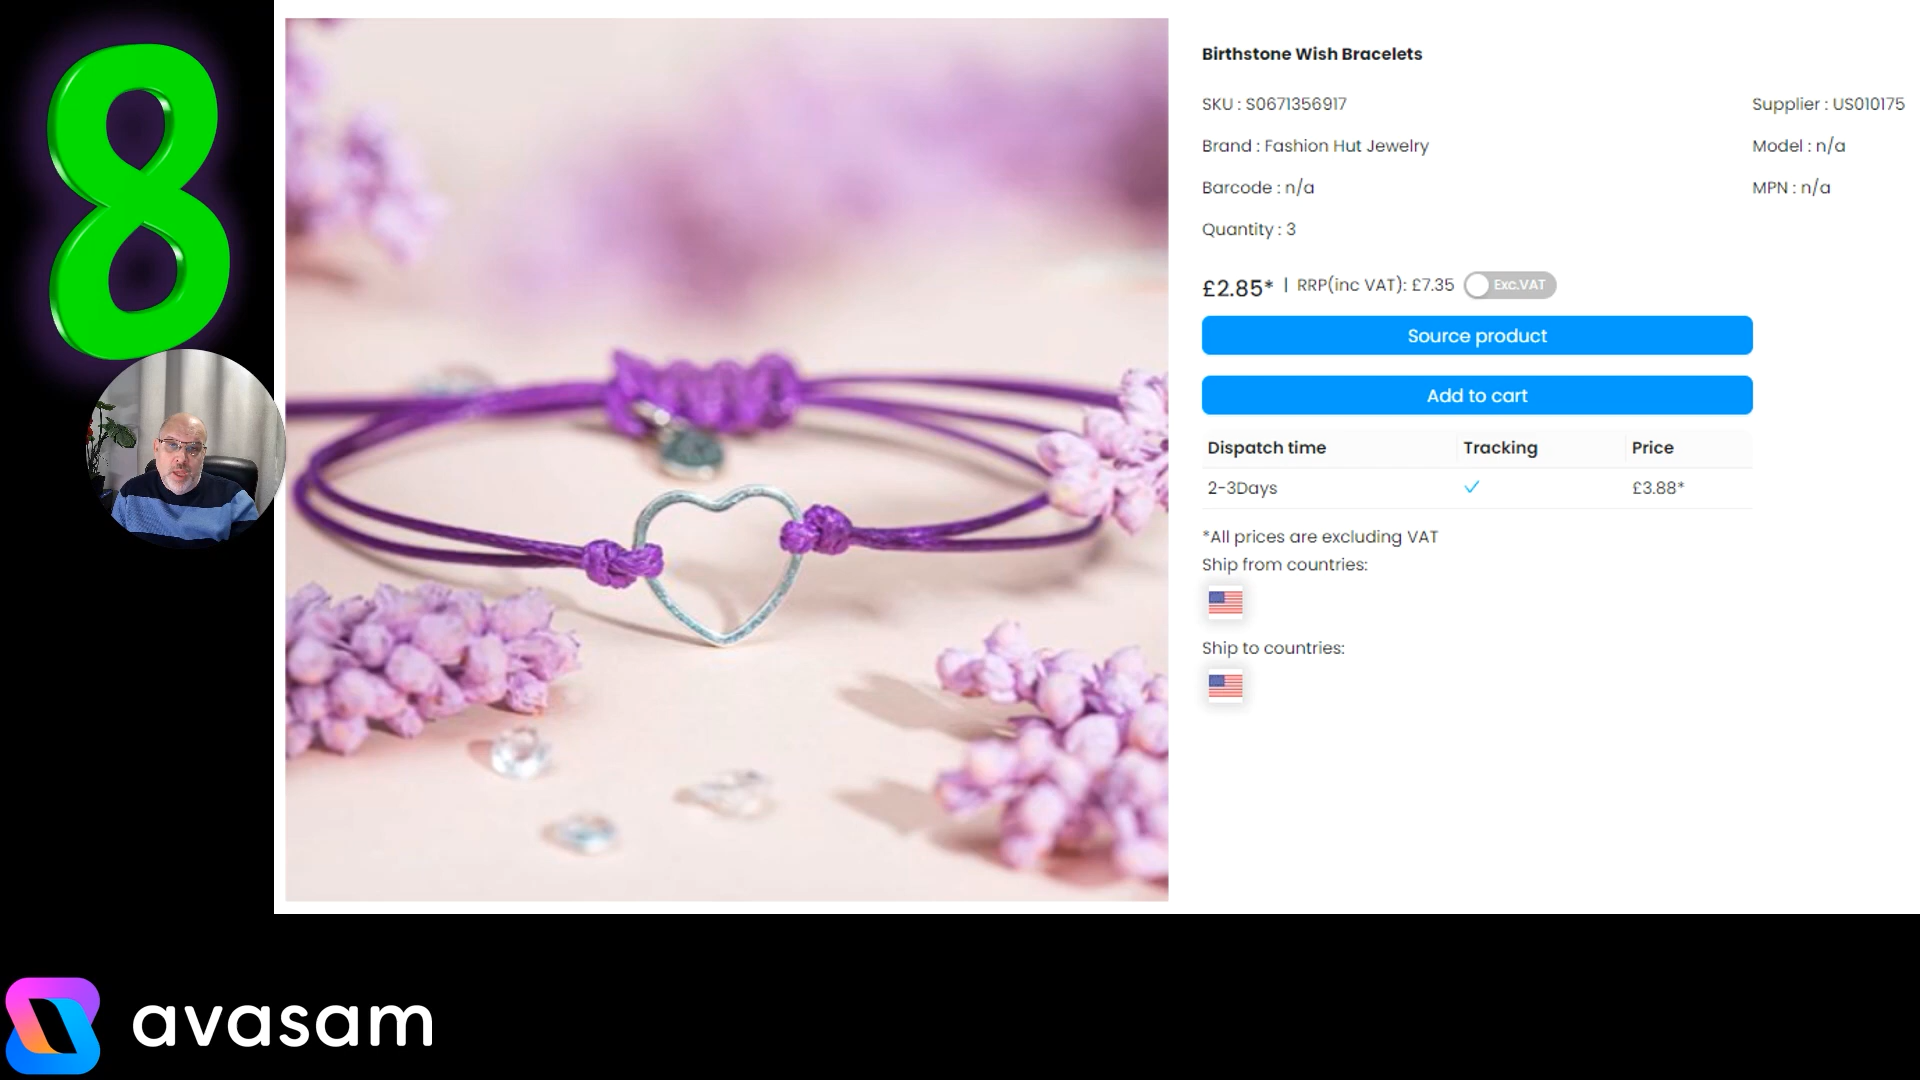 8
Birthstone Wish Bracelets
SKU : S0671356917
Supplier : US010175
Brand : Fashion Hut Jewelry
Model : n/a
Barcode : n/a
MPN : n/a
Quantity : 3
£2.85* | RRP(inc VAT): £7.35 Exc.VAT
Source product
Add to cart
Dispatch time Tracking Price
2-3Days £3.88*
*All prices are excluding VAT
Ship from countries:
Ship to countries:
avasam